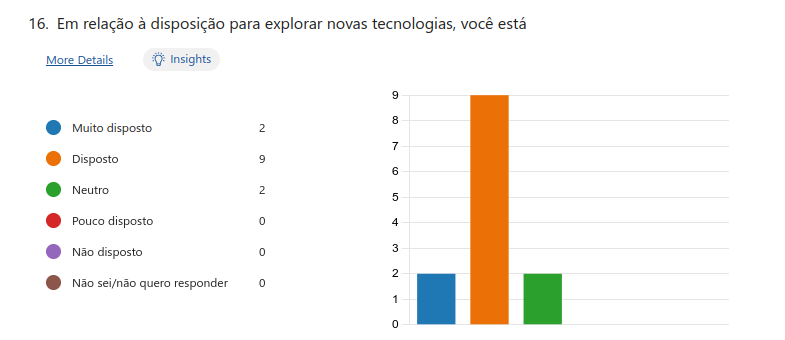 16. Em relação à disposição para explorar novas tecnologias, você está
More Details
Insights
Muito disposto 2
Disposto 9
Neutro 2
Pouco disposto 0
Não disposto 0
Não sei/não quero responder 0
9
8
7
6
5
4
3
2
1
0